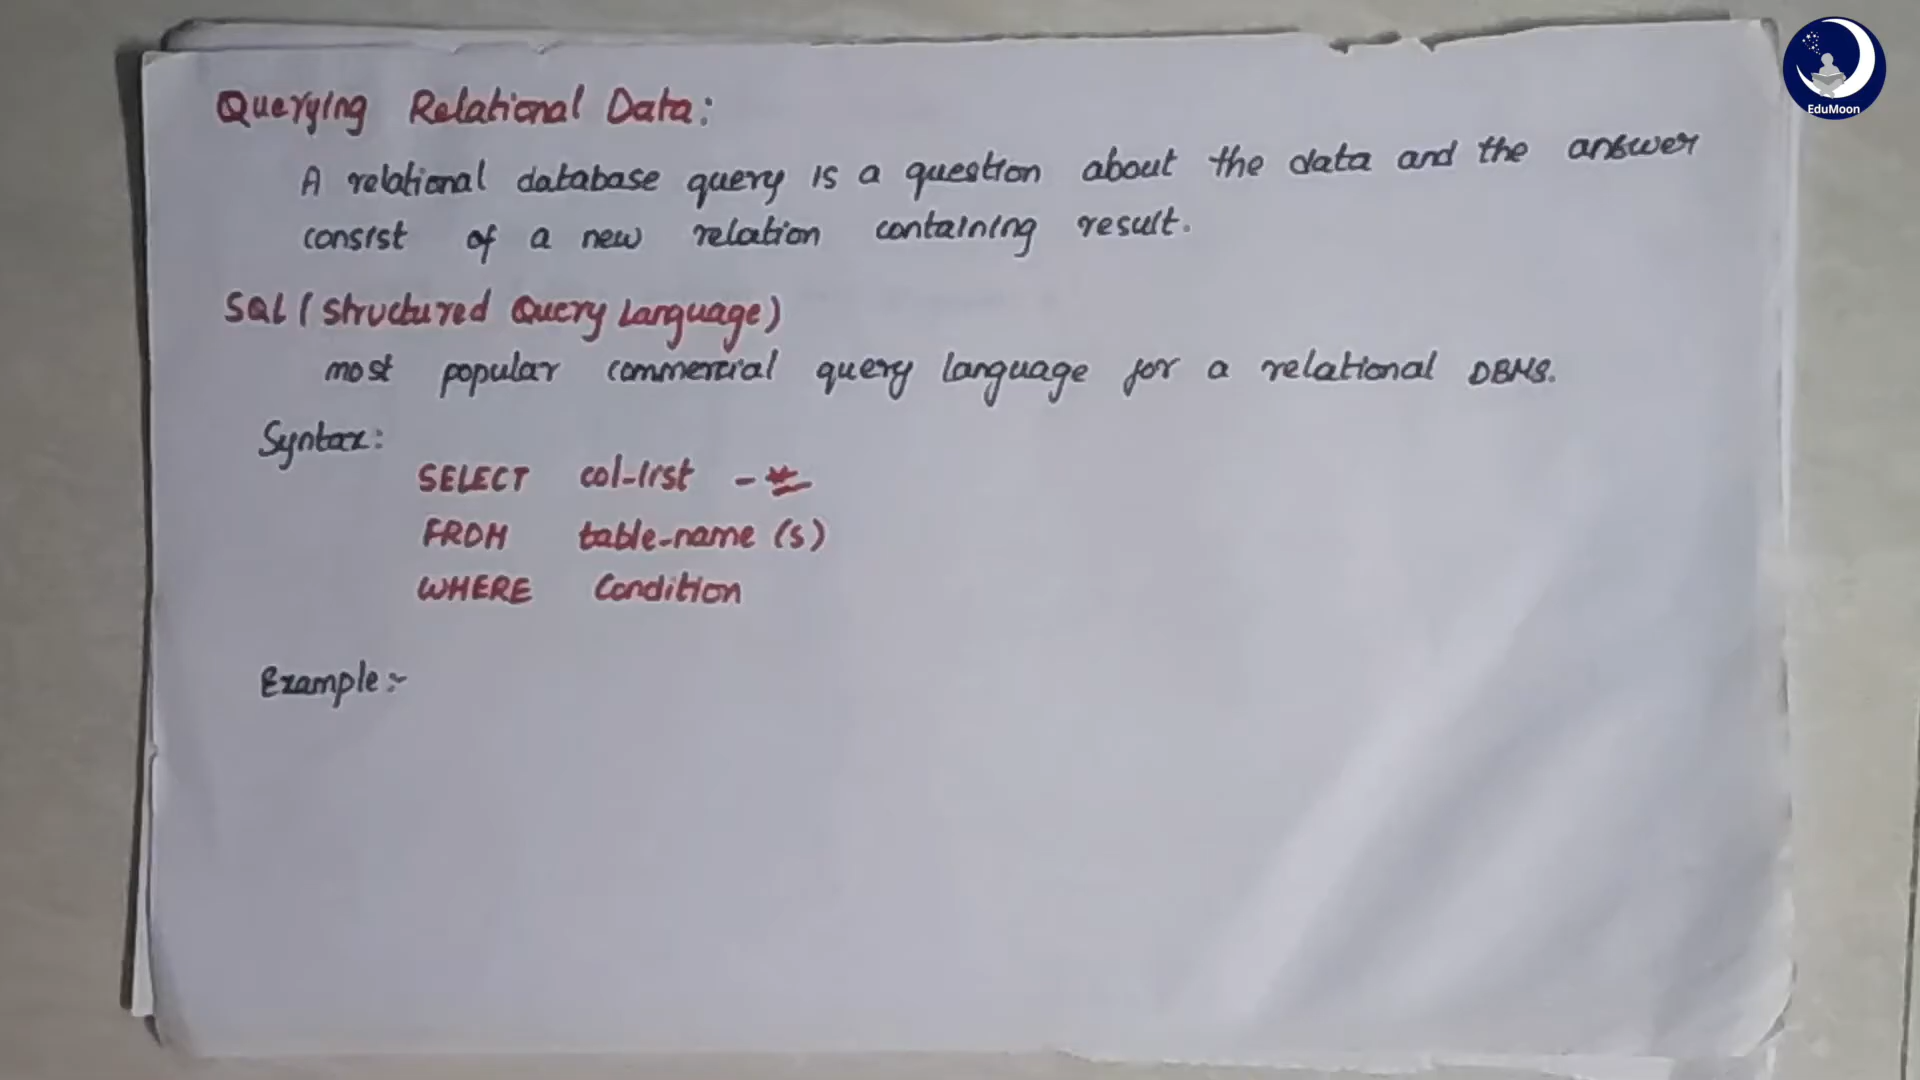 EduMoon
Querying Relational Data:
A relational database query is a question about the data and the answer
consist of a new relation containing result.
SQL (Structured Query Language)
most popular commercial query language for a relational DBMS.
Syntax:
SELECT col-list - *
FROM table-name (s)
WHERE Condition
Example:-